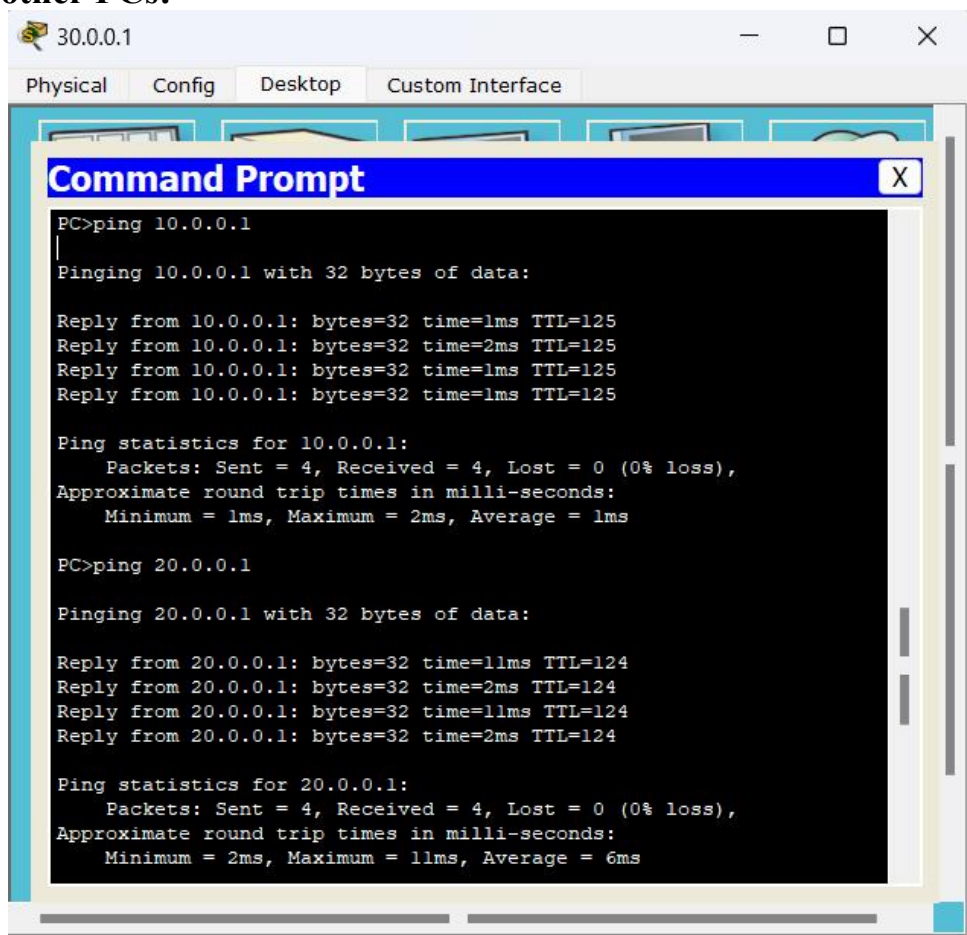 other PCs.
30.0.0.1
Physical Config Desktop Custom Interface
Command Prompt X
PC>ping 10.0.0.1
Pinging 10.0.0.1 with 32 bytes of data:
Reply from 10.0.0.1: bytes=32 time=1ms TTL=125
Reply from 10.0.0.1: bytes=32 time=2ms TTL=125
Reply from 10.0.0.1: bytes=32 time=1ms TTL=125
Reply from 10.0.0.1: bytes=32 time=1ms TTL=125
Ping statistics for 10.0.0.1:
Packets: Sent = 4, Received = 4, Lost = 0 (0% loss),
Approximate round trip times in milli-seconds:
Minimum = 1ms, Maximum = 2ms, Average = 1ms
PC>ping 20.0.0.1
Pinging 20.0.0.1 with 32 bytes of data:
Reply from 20.0.0.1: bytes=32 time=11ms TTL=124
Reply from 20.0.0.1: bytes=32 time=2ms TTL=124
Reply from 20.0.0.1: bytes=32 time=11ms TTL=124
Reply from 20.0.0.1: bytes=32 time=2ms TTL=124
Ping statistics for 20.0.0.1:
Packets: Sent = 4, Received = 4, Lost = 0 (0% loss),
Approximate round trip times in milli-seconds:
Minimum = 2ms, Maximum = 11ms, Average = 6ms